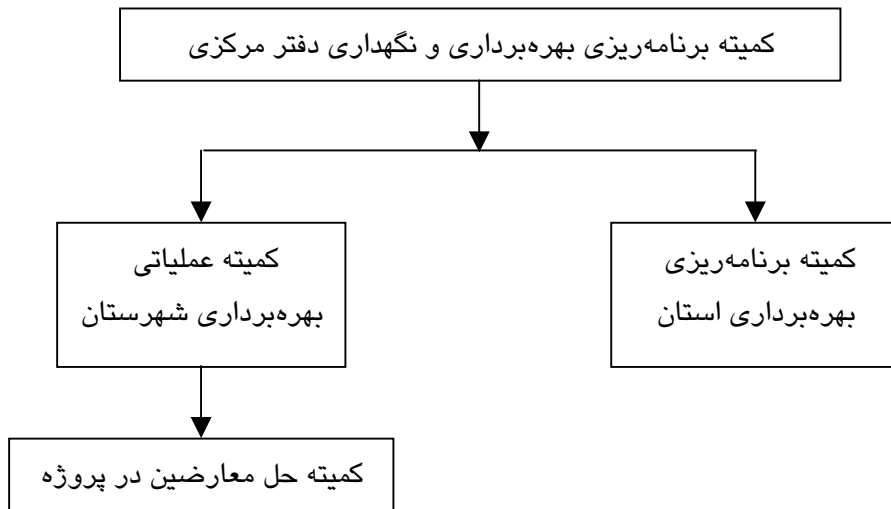 کمیته برنامه‌ریزی بهره‌برداری و نگهداری دفتر مرکزی
کمیته برنامه‌ریزی
بهره‌برداری استان
کمیته عملیاتی
بهره‌برداری شهرستان
کمیته حل معارضین در پروژه